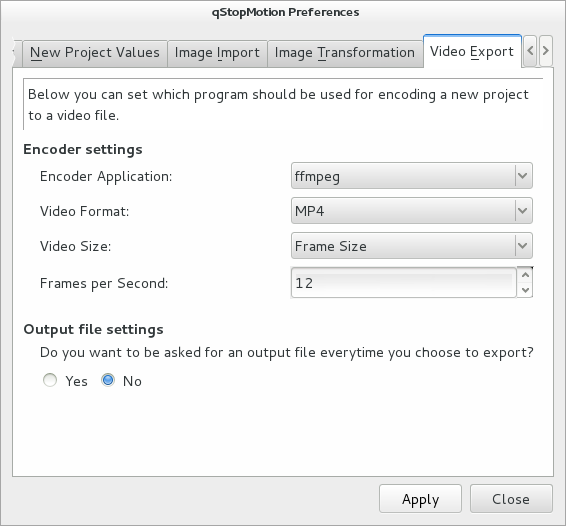 qStopMotion Preferences
New Project Values
Image Import
Image Transformation
Video Export
Below you can set which program should be used for encoding a new project
to a video file.
Encoder settings
Encoder Application:
ffmpeg
Video Format:
MP4
Video Size:
Frame Size
Frames per Second:
12
Output file settings
Do you want to be asked for an output file everytime you choose to export?
Yes
No
Apply
Close